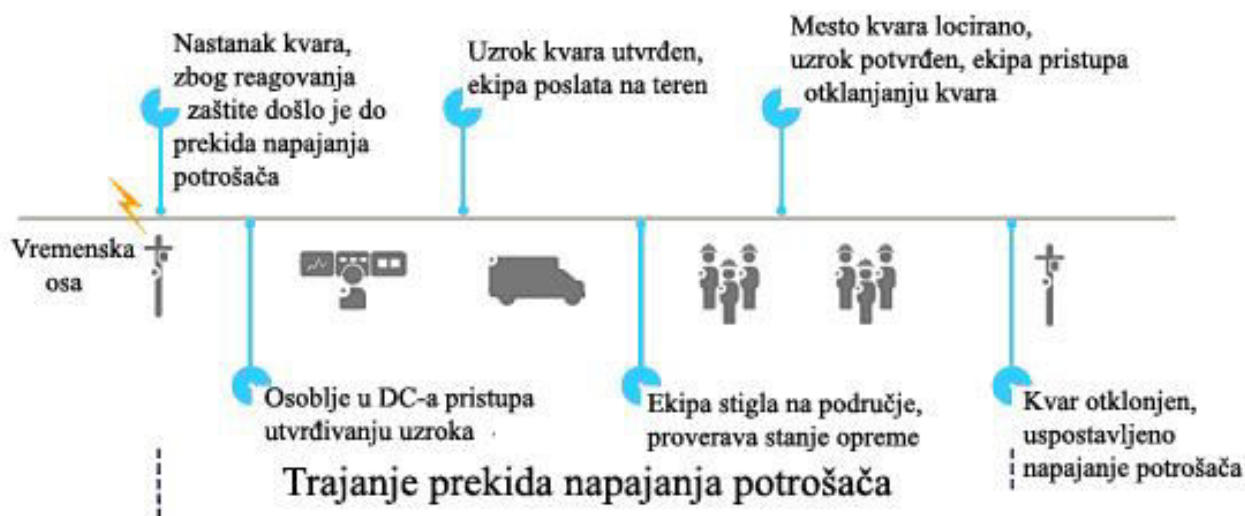 Nastanak kvara,
zbog reagovanja
zaštite došlo je do
prekida napajanja
potrošača
Uzrok kvara utvrđen,
ekipa poslata na teren
Mesto kvara locirano,
uzrok potvrđen, ekipa pristupa
otklanjanju kvara
Vremenska
osa
Osoblje u DC-a pristupa
utvrđivanju uzroka
Ekipa stigla na područje,
proverava stanje opreme
Kvar otklonjen,
uspostavljeno
napajanje potrošača
Trajanje prekida napajanja potrošača